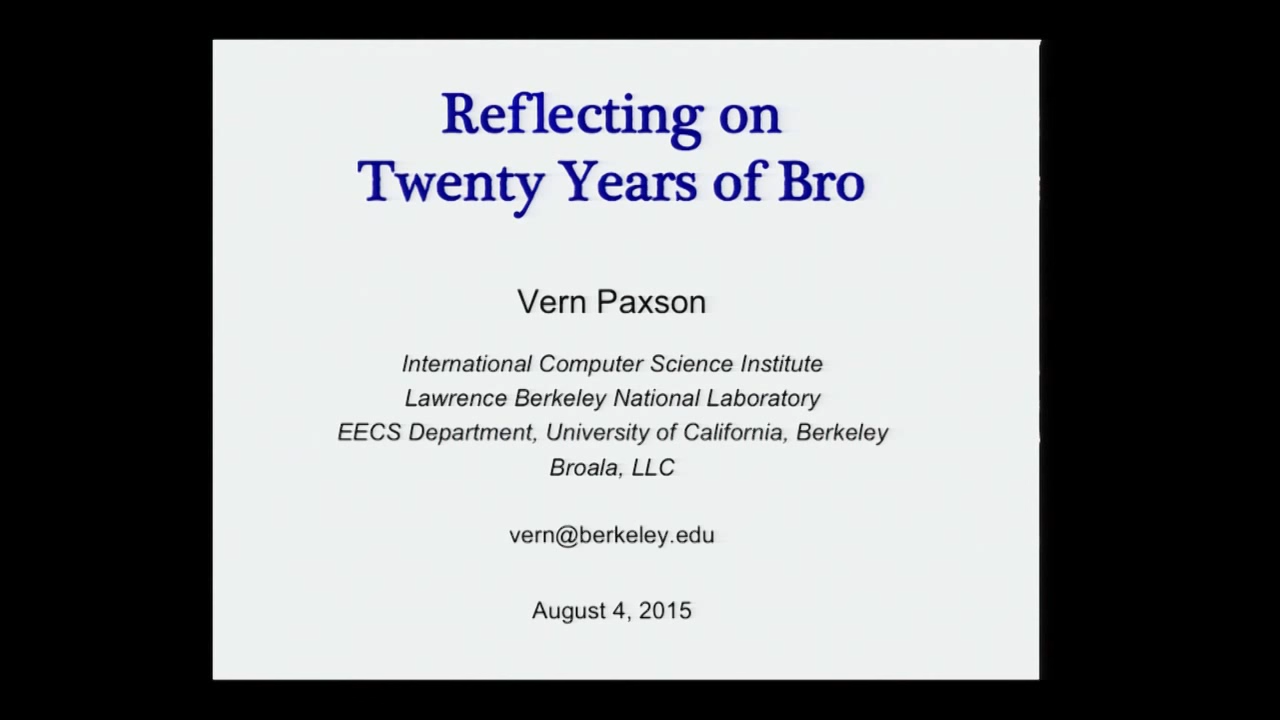 Reflecting on
Twenty Years of Bro
Vern Paxson
International Computer Science Institute
Lawrence Berkeley National Laboratory
EECS Department, University of California, Berkeley
Broala, LLC
vern@berkeley.edu
August 4, 2015